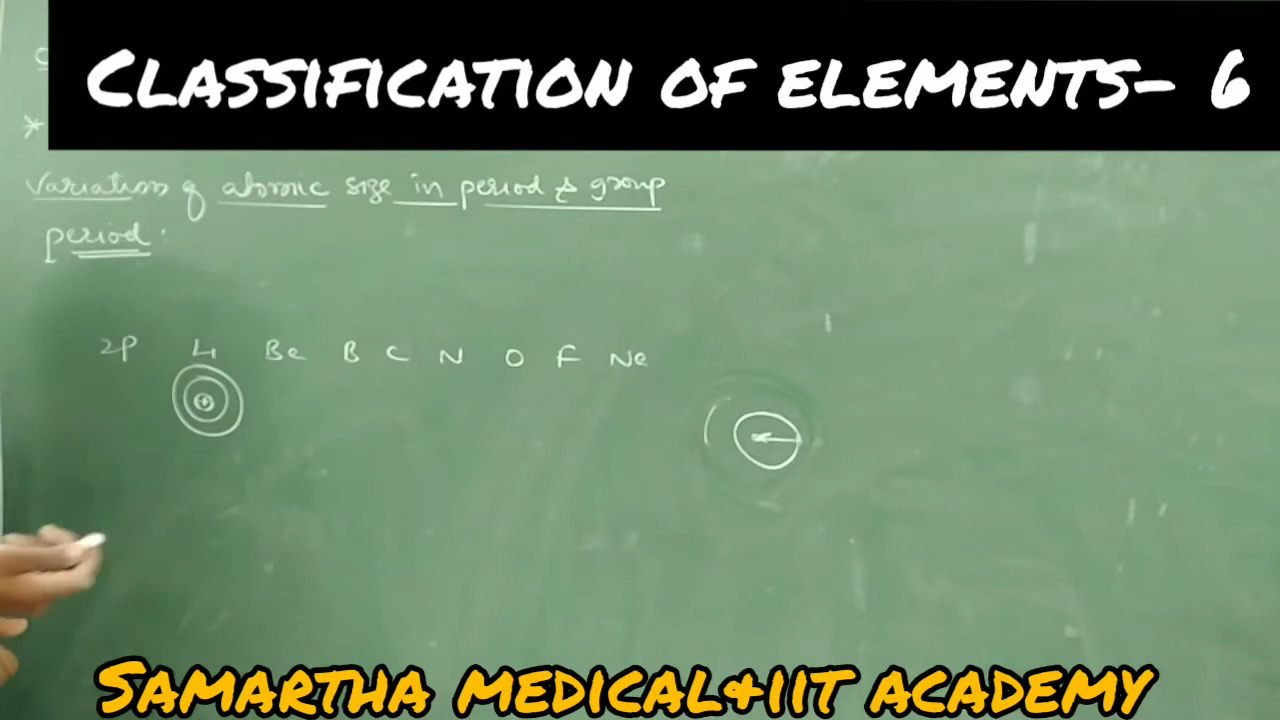 CLASSIFICATION OF ELEMENTS- 6
*
Variation of atomic size in period & group
period:
2P Li Be B C N O F Ne
SAMARTHA MEDICAL&IIT ACADEMY